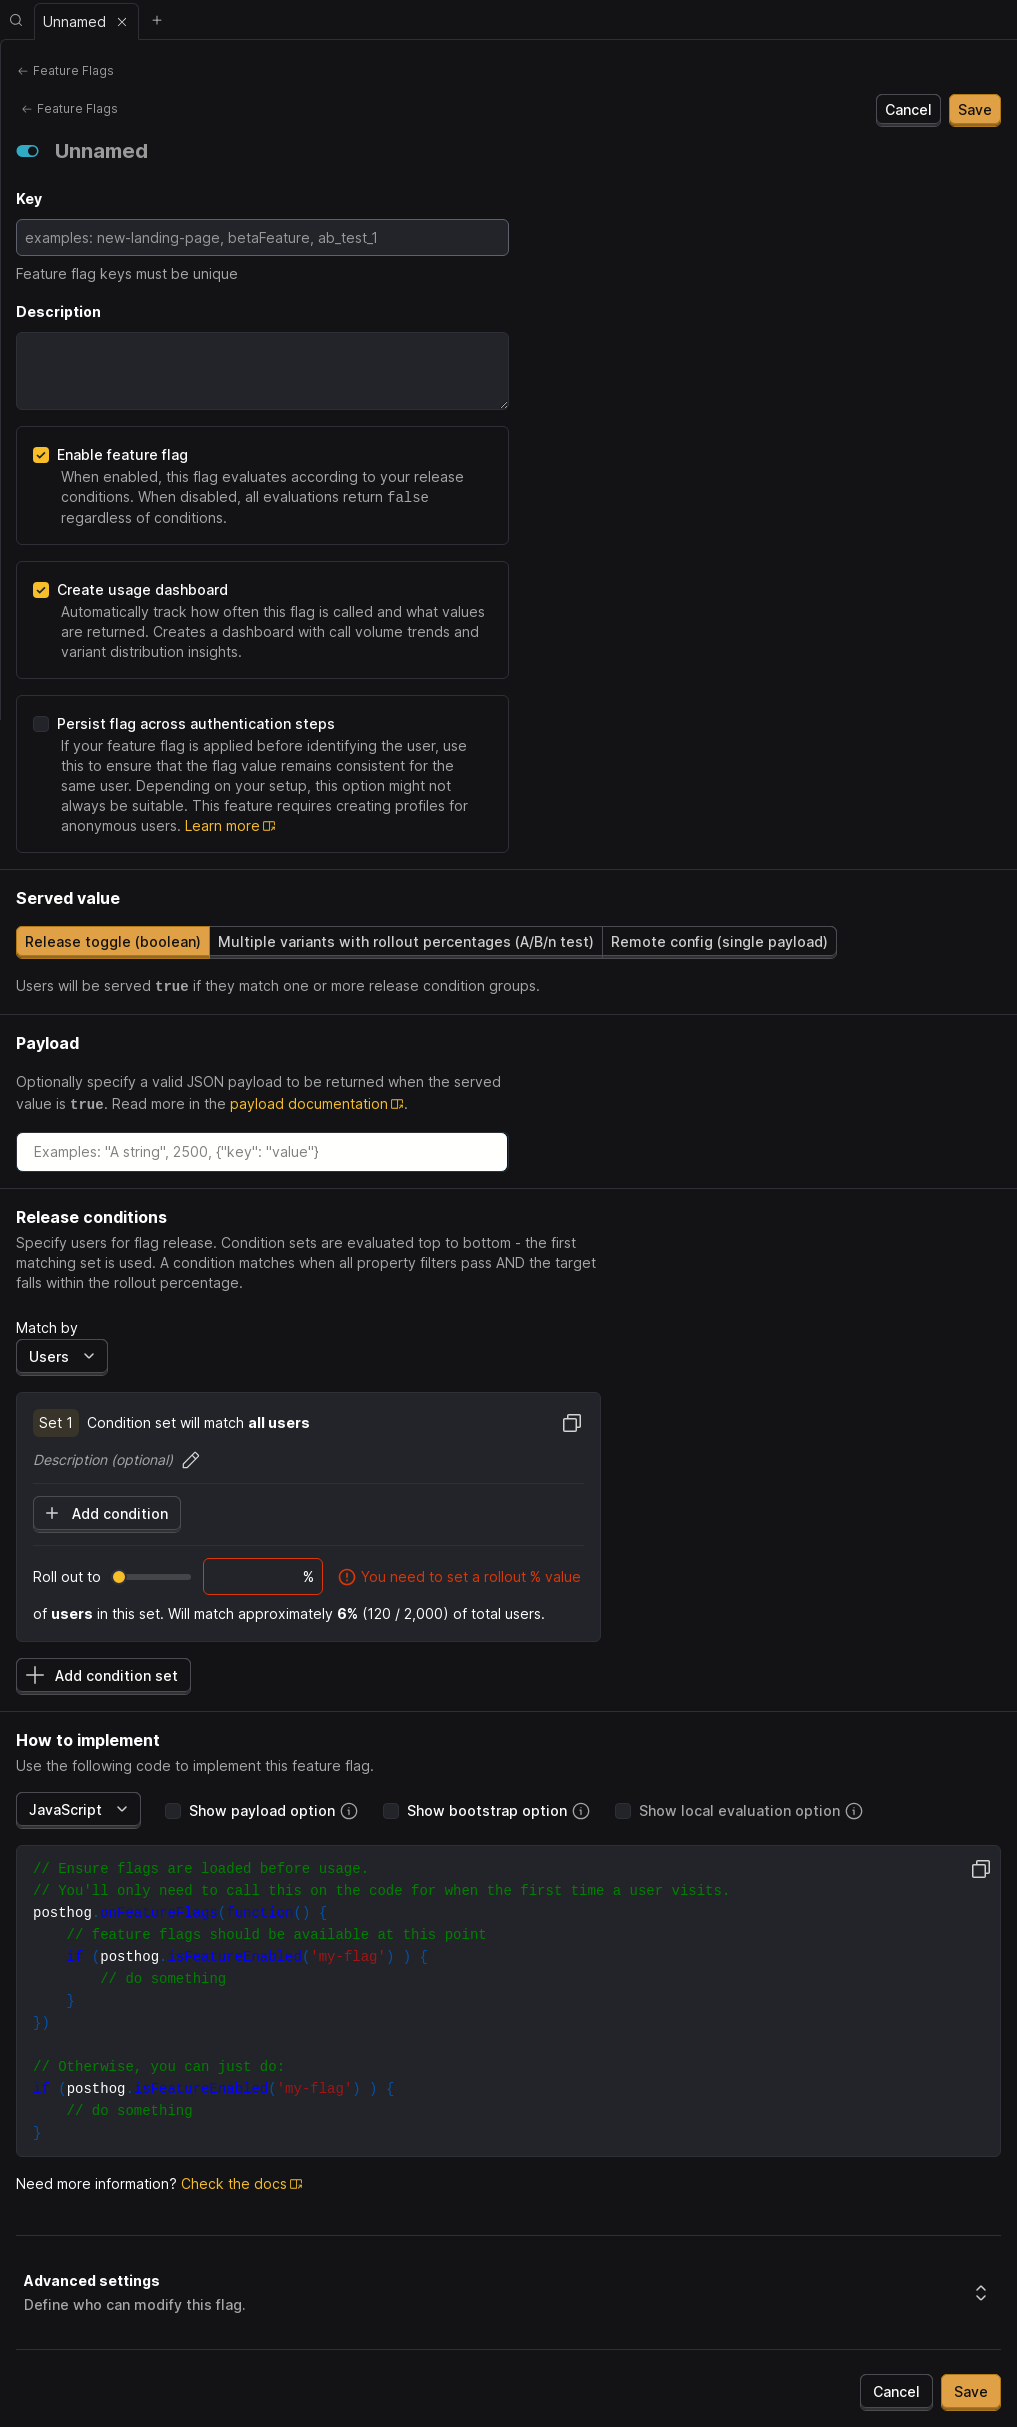 Unnamed
Feature Flags
Feature Flags
Cancel Save
Unnamed
Key
examples: new-landing-page, betaFeature, ab_test_1
Feature flag keys must be unique
Description
Enable feature flag
When enabled, this flag evaluates according to your release
conditions. When disabled, all evaluations return false
regardless of conditions.
Create usage dashboard
Automatically track how often this flag is called and what values
are returned. Creates a dashboard with call volume trends and
variant distribution insights.
Persist flag across authentication steps
If your feature flag is applied before identifying the user, use
this to ensure that the flag value remains consistent for the
same user. Depending on your setup, this option might not
always be suitable. This feature requires creating profiles for
anonymous users. Learn more
Served value
Release toggle (boolean) Multiple variants with rollout percentages (A/B/n test) Remote config (single payload)
Users will be served true if they match one or more release condition groups.
Payload
Optionally specify a valid JSON payload to be returned when the served
value is true. Read more in the payload documentation.
Examples: "A string", 2500, {"key": "value"}
Release conditions
Specify users for flag release. Condition sets are evaluated top to bottom - the first
matching set is used. A condition matches when all property filters pass AND the target
falls within the rollout percentage.
Match by
Users
Set 1 Condition set will match all users
Description (optional)
Add condition
Roll out to % You need to set a rollout % value
of users in this set. Will match approximately 6% (120 / 2,000) of total users.
Add condition set
How to implement
Use the following code to implement this feature flag.
JavaScript Show payload option Show bootstrap option Show local evaluation option
// Ensure flags are loaded before usage.
// You'll only need to call this on the code for when the first time a user visits.
posthog.onFeatureFlags(function() {
    // feature flags should be available at this point
    if (posthog.isFeatureEnabled('my-flag') ) {
        // do something
    }
})
// Otherwise, you can just do:
if (posthog.isFeatureEnabled('my-flag') ) {
    // do something
}
Need more information? Check the docs
Advanced settings
Define who can modify this flag.
Cancel Save